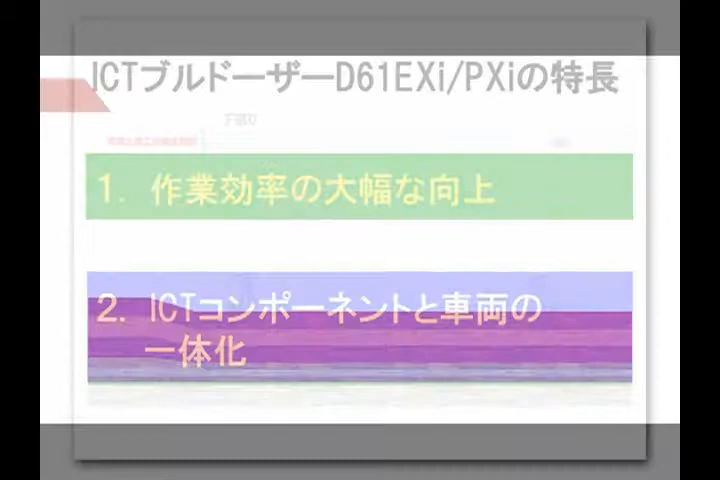 ICTブルドーザーD61EXi/PXiの特長
1. 作業効率の大幅な向上
2. ICTコンポーネントと車両の
一体化